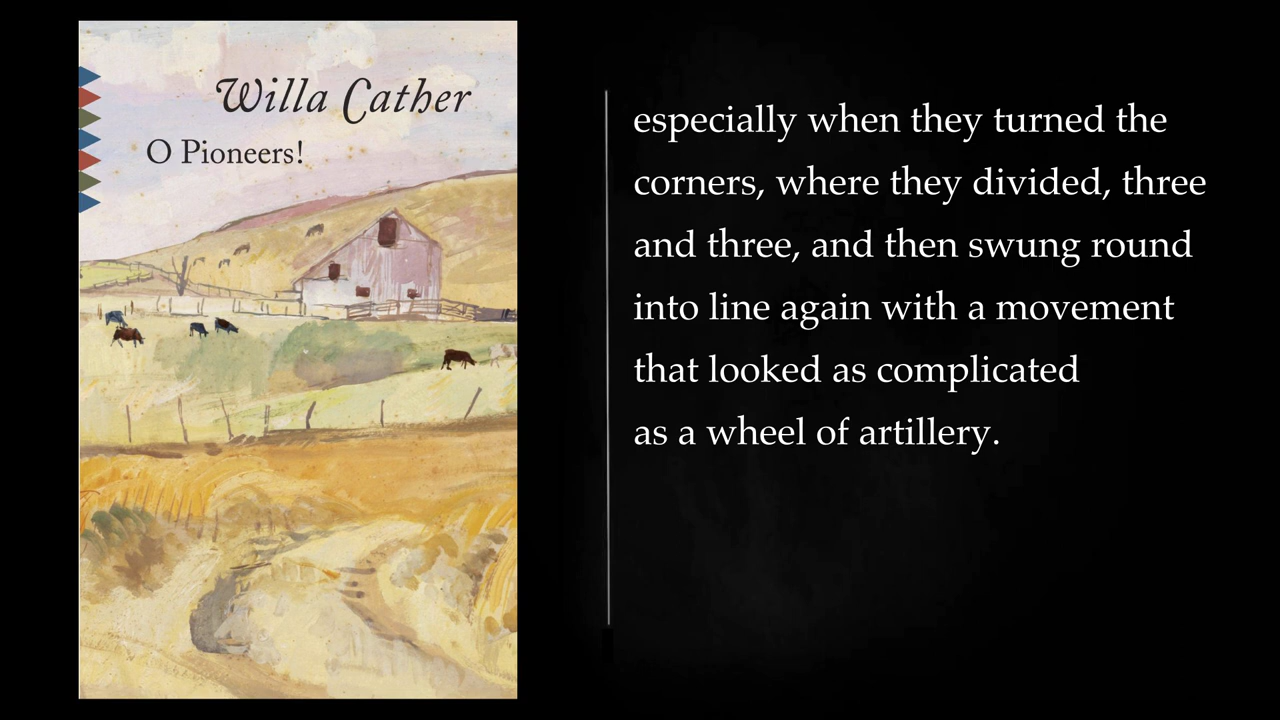 Willa Cather
O Pioneers!
especially when they turned the
corners, where they divided, three
and three, and then swung round
into line again with a movement
that looked as complicated
as a wheel of artillery.